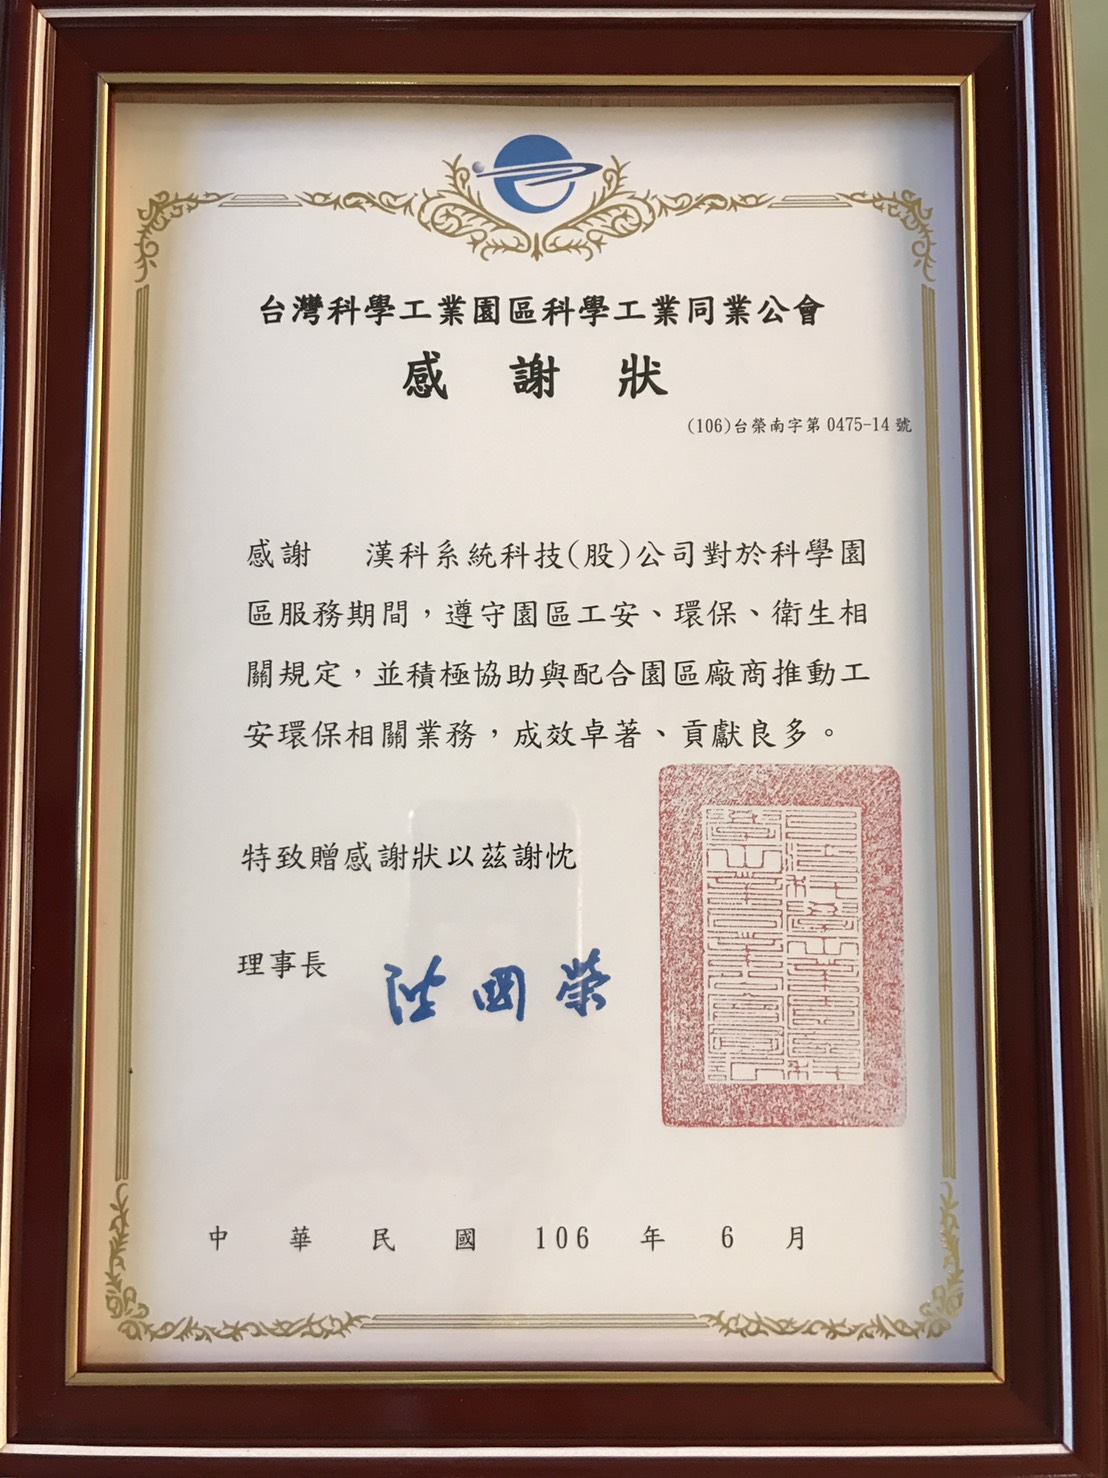 台灣科學工業園區科學工業同業公會
感謝狀
(106)台榮南字第 0475-14 號
感謝 漢科系統科技(股)公司對於科學園
區服務期間，遵守園區工安、環保、衛生相
關規定，並積極協助與配合園區廠商推動工
安環保相關業務，成效卓著、貢獻良多。
特致贈感謝狀以茲謝忱
理事長 洪國榮
中華民國 106 年 6 月